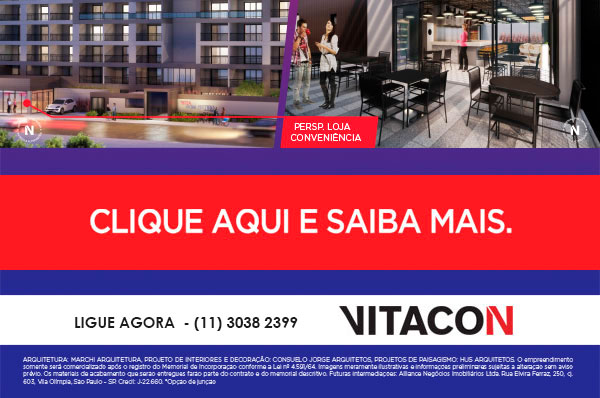 PERSP. LOJA
CONVENIÊNCIA
N
N
CLIQUE AQUI E SAIBA MAIS.
LIGUE AGORA - (11) 3038 2399
VITACON
ARQUITETURA: MARCHI ARQUITETURA, PROJETO DE INTERIORES E DECORAÇÃO: CONSUELO JORGE ARQUITETOS, PROJETOS DE PAISAGISMO: HUS ARQUITETOS. O empreendimento
somente será comercializado após o registro do Memorial de Incorporação conforme a Lei nº 4.591/64. Imagens meramente ilustrativas e informações preliminares sujeitas a alteração sem aviso
prévio. Os materiais de acabamento que serão entregues farão parte do contrato e do memorial descritivo. Futuras intermediações: Alliance Negócios Imobiliários Ltda. Rua Elvira Ferraz, 250, cj.
603, Vila Olímpia, São Paulo - SP. Creci: J-22.660. *Opção de junção